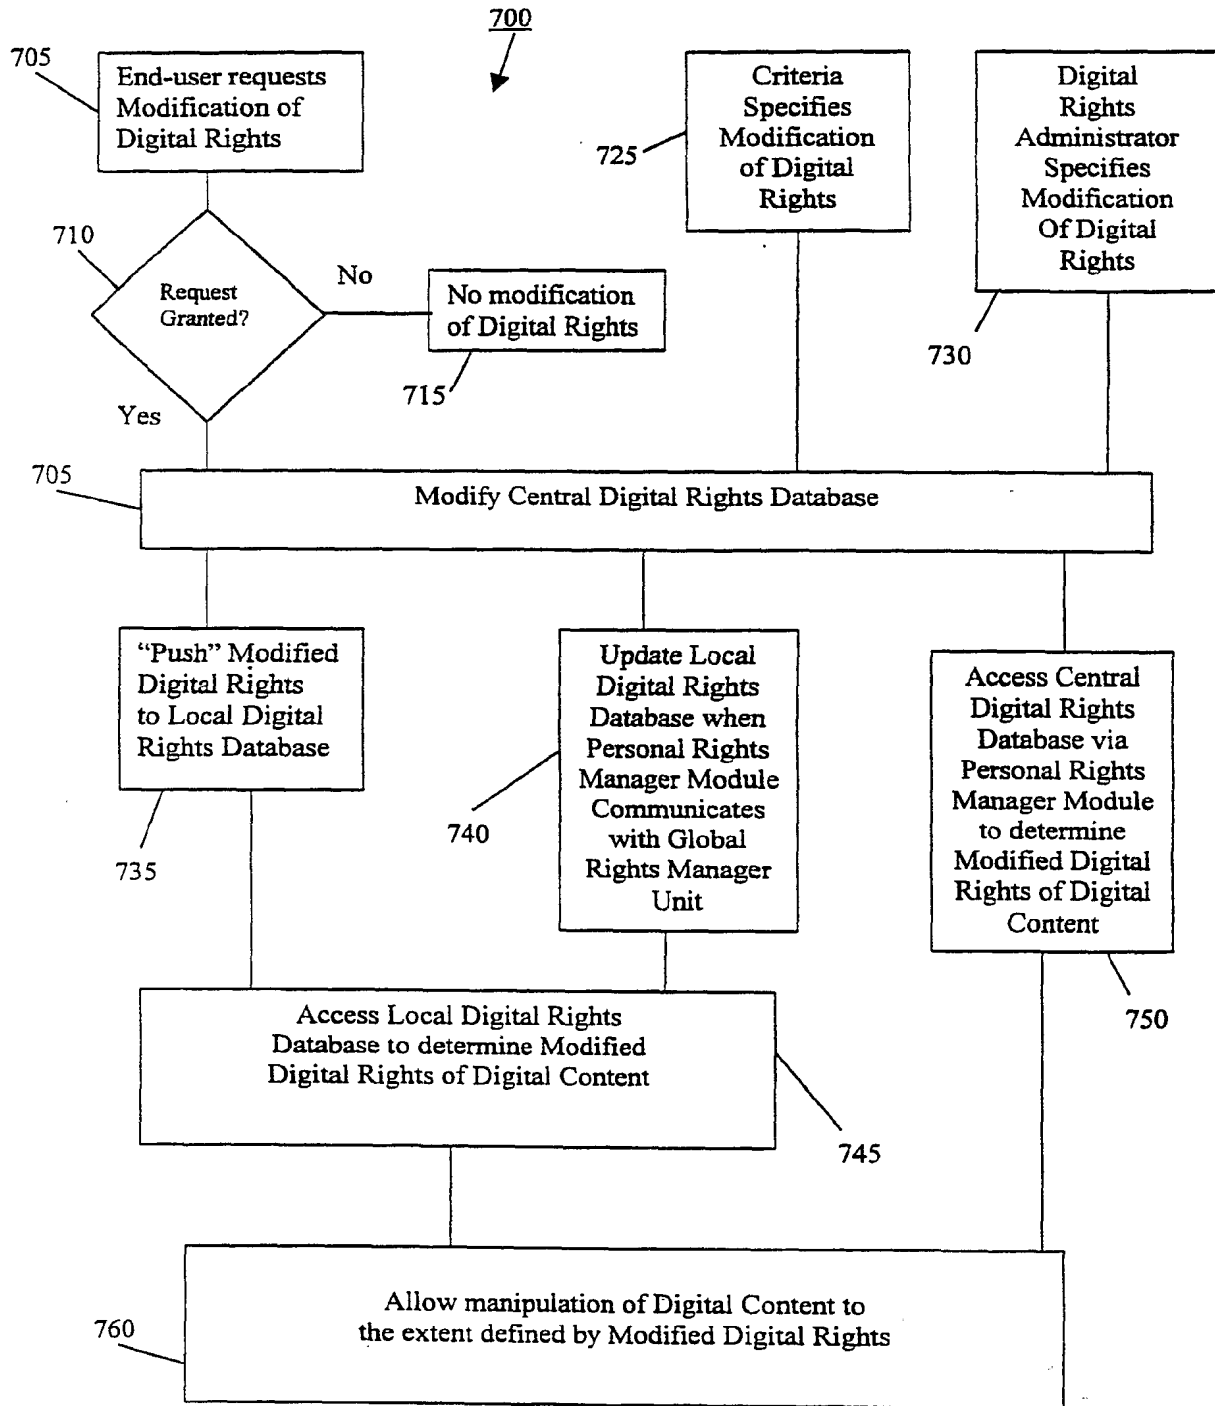 700
705
End-user requests
Modification of
Digital Rights
725
Criteria
Specifies
Modification
of Digital
Rights
Digital
Rights
Administrator
Specifies
Modification
Of Digital
Rights
730
710
Request
Granted?
No
No modification
of Digital Rights
715
Yes
705
Modify Central Digital Rights Database
"Push" Modified
Digital Rights
to Local Digital
Rights Database
735
Update Local
Digital Rights
Database when
Personal Rights
Manager Module
Communicates
with Global
Rights Manager
Unit
740
Access Central
Digital Rights
Database via
Personal Rights
Manager Module
to determine
Modified Digital
Rights of Digital
Content
750
Access Local Digital Rights
Database to determine Modified
Digital Rights of Digital Content
745
760
Allow manipulation of Digital Content to
the extent defined by Modified Digital Rights